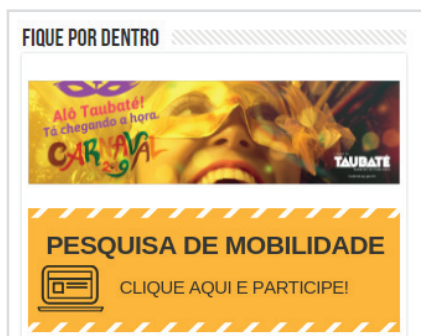 FIQUE POR DENTRO
Alô Taubaté!
Tá chegando a hora.
CARNAVAL
TAUBATÉ
PESQUISA DE MOBILIDADE
CLIQUE AQUI E PARTICIPE!